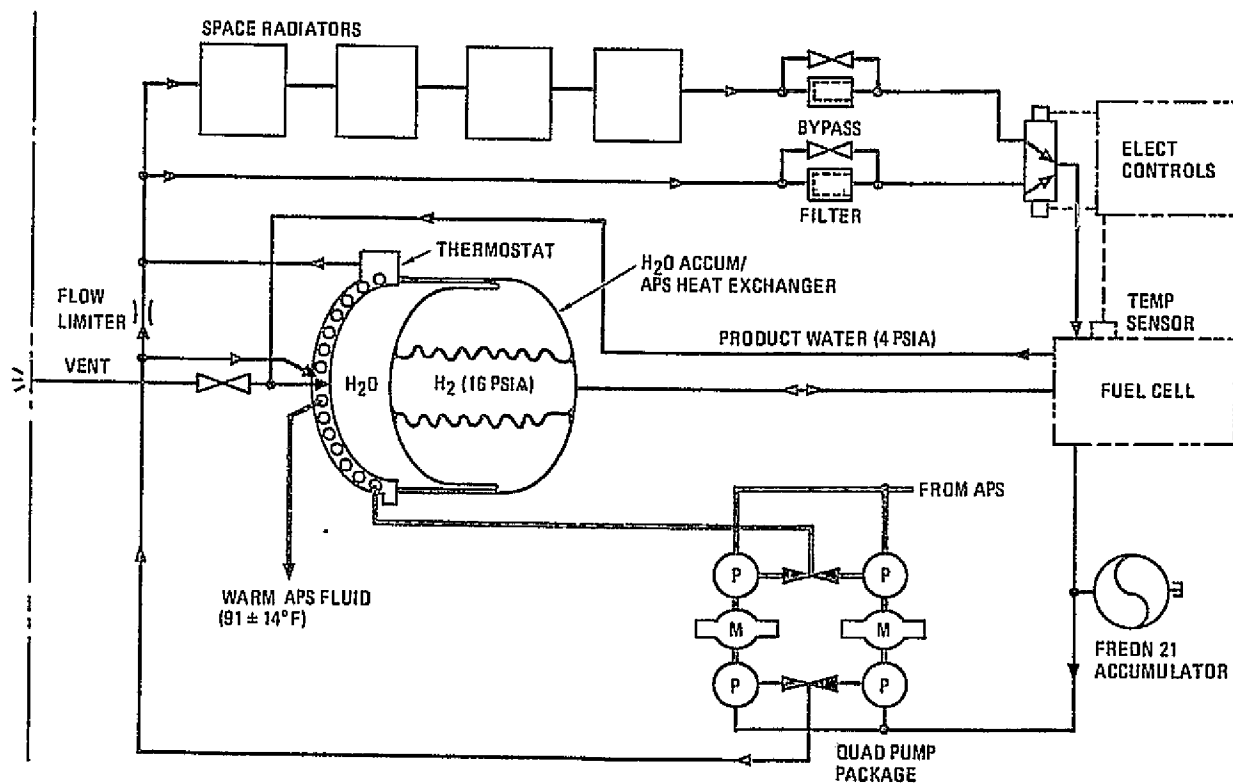 SPACE RADIATORS
BYPASS
ELECT
CONTROLS
FILTER
THERMOSTAT
H2O ACCUM/
APS HEAT EXCHANGER
FLOW
LIMITER
TEMP
SENSOR
PRODUCT WATER (4 PSIA)
VENT
H2O
H2 (16 PSIA)
FUEL CELL
FROM APS
P
P
WARM APS FLUID
(91 ± 14°F)
M
M
FREON 21
ACCUMULATOR
P
P
QUAD PUMP
PACKAGE